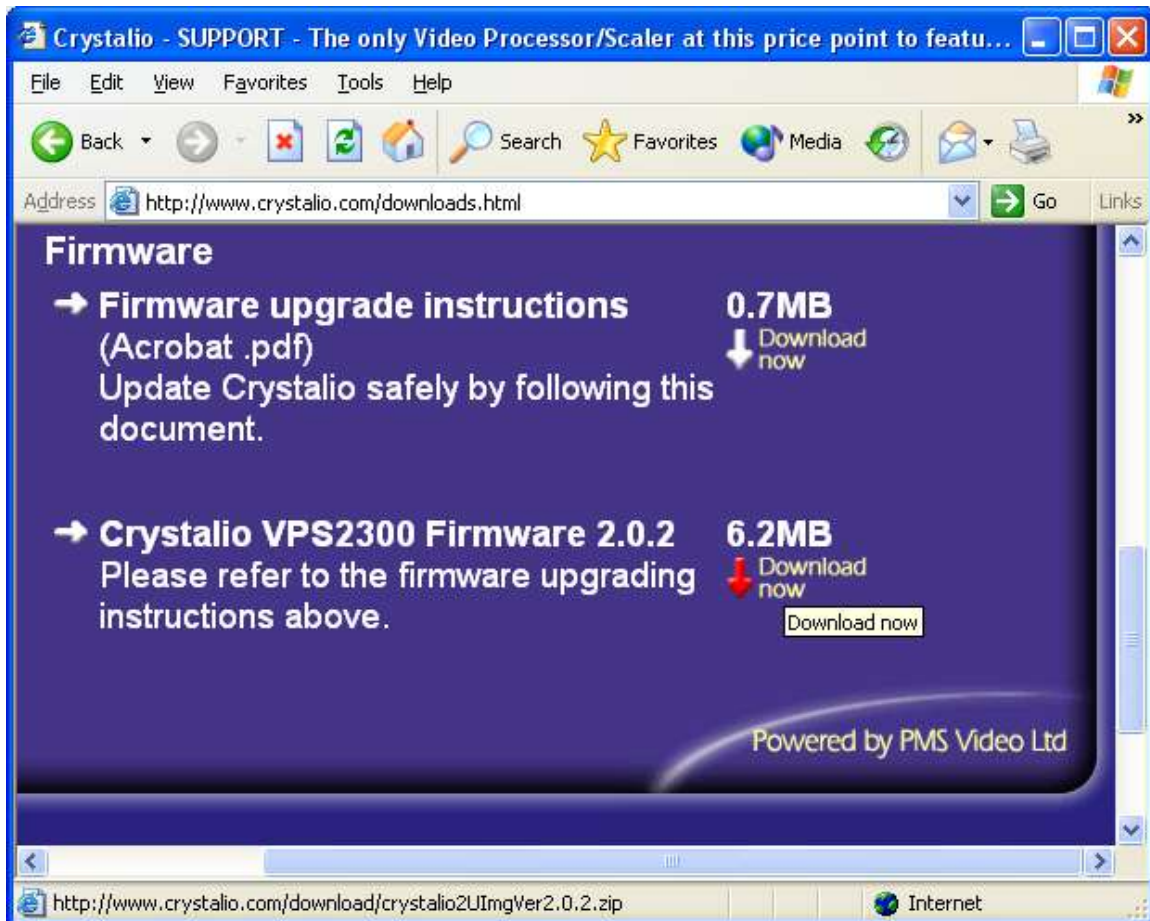 Crystalio - SUPPORT - The only Video Processor/Scaler at this price point to featu...
File Edit View Favorites Tools Help
Back Search Favorites Media »
Address http://www.crystalio.com/downloads.html Go Links
Firmware
Firmware upgrade instructions 0.7MB
(Acrobat .pdf) Download
now
Update Crystalio safely by following this
document.
Crystalio VPS2300 Firmware 2.0.2 6.2MB
Please refer to the firmware upgrading Download
now
instructions above. Download now
Powered by PMS Video Ltd
http://www.crystalio.com/download/crystalio2UImgVer2.0.2.zip Internet